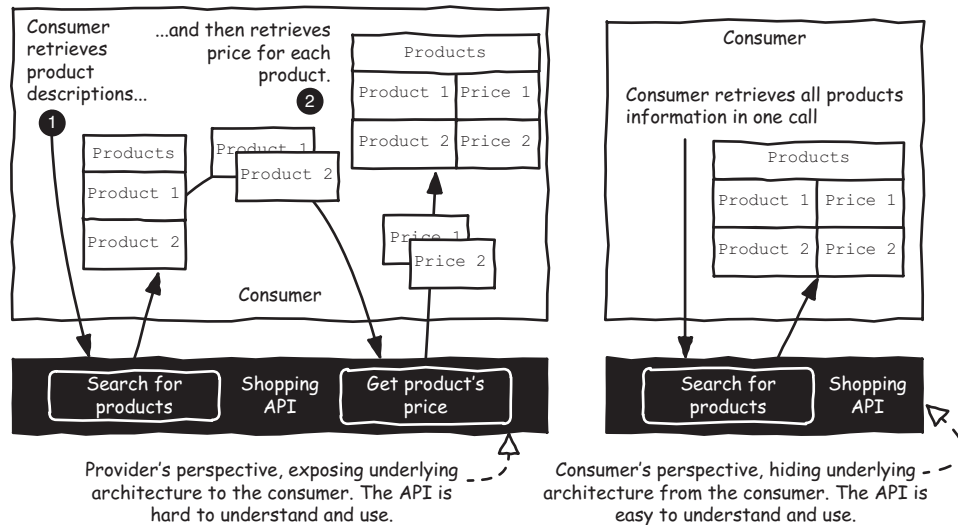 Consumer
retrieves
product
descriptions...
1
...and then retrieves
price for each
product.
2
Products
Product 1
Product 2
Product 1
Product 2
Products
Product 1 Price 1
Product 2 Price 2
Price 1
Price 2
Consumer
Search for
products
Shopping
API
Get product's
price
Provider's perspective, exposing underlying
architecture to the consumer. The API is
hard to understand and use.
Consumer
Consumer retrieves all products
information in one call
Products
Product 1 Price 1
Product 2 Price 2
Search for
products
Shopping
API
Consumer's perspective, hiding underlying
architecture from the consumer. The API is
easy to understand and use.